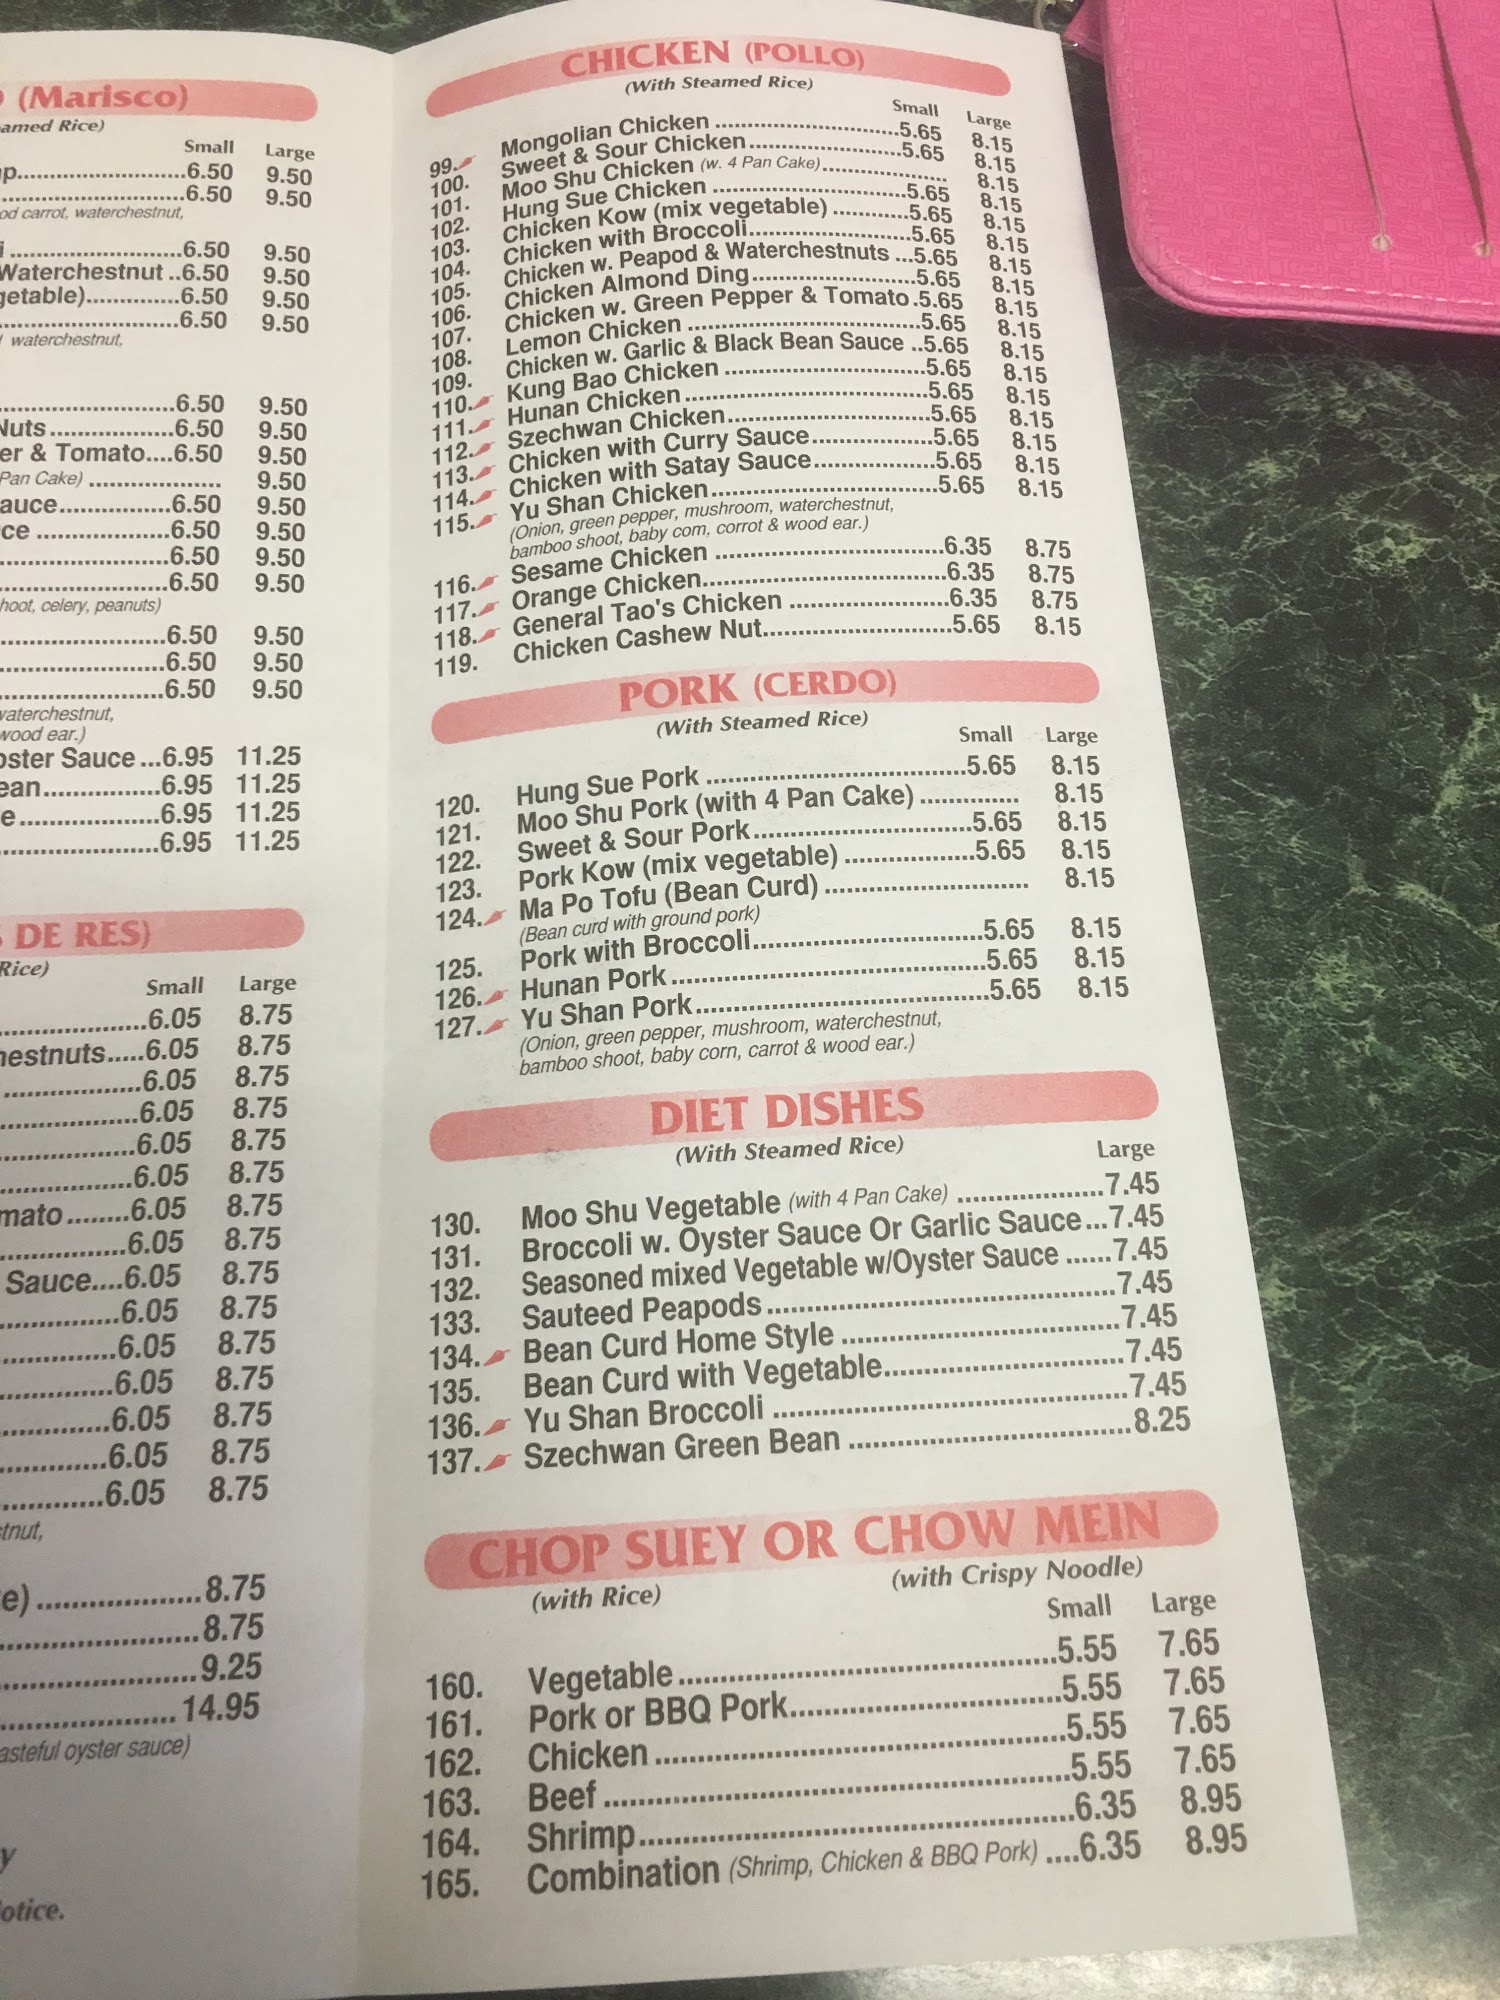 (Marisco)
amed Rice)
Small Large
p..........................6.50 9.50
..........................6.50 9.50
od carrot, waterchestnut,
i..........................6.50 9.50
Waterchestnut ..6.50 9.50
getable)..............6.50 9.50
..........................6.50 9.50
waterchestnut,
..........................6.50 9.50
Nuts...................6.50 9.50
er & Tomato....6.50 9.50
Pan Cake) .................... 9.50
auce.................6.50 9.50
ce ....................6.50 9.50
..........................6.50 9.50
..........................6.50 9.50
hoot, celery, peanuts)
..........................6.50 9.50
..........................6.50 9.50
..........................6.50 9.50
waterchestnut,
wood ear.)
bster Sauce ...6.95 11.25
ean..................6.95 11.25
e.....................6.95 11.25
........................6.95 11.25
DE RES)
Rice)
Small Large
....................6.05 8.75
hestnuts.....6.05 8.75
....................6.05 8.75
....................6.05 8.75
....................6.05 8.75
....................6.05 8.75
mato........6.05 8.75
....................6.05 8.75
Sauce....6.05 8.75
....................6.05 8.75
....................6.05 8.75
....................6.05 8.75
....................6.05 8.75
....................6.05 8.75
....................6.05 8.75
stnut,
e)....................8.75
........................8.75
........................9.25
.....................14.95
asteful oyster sauce)
y
otice.
CHICKEN (POLLO)
(With Steamed Rice)
Small Large
99. Mongolian Chicken ..........................5.65 8.15
100. Sweet & Sour Chicken......................5.65 8.15
101. Moo Shu Chicken (w. 4 Pan Cake).................. 8.15
102. Hung Sue Chicken ..........................5.65 8.15
103. Chicken Kow (mix vegetable) ..........5.65 8.15
104. Chicken with Broccoli......................5.65 8.15
105. Chicken w. Peapod & Waterchestnuts ...5.65 8.15
106. Chicken Almond Ding......................5.65 8.15
107. Chicken w. Green Pepper & Tomato .5.65 8.15
108. Lemon Chicken ..............................5.65 8.15
109. Chicken w. Garlic & Black Bean Sauce ..5.65 8.15
110. Kung Bao Chicken ..........................5.65 8.15
111. Hunan Chicken ..............................5.65 8.15
112. Szechwan Chicken..........................5.65 8.15
113. Chicken with Curry Sauce................5.65 8.15
114. Chicken with Satay Sauce................5.65 8.15
115. Yu Shan Chicken............................5.65 8.15
(Onion, green pepper, mushroom, waterchestnut,
bamboo shoot, baby corn, corrot & wood ear.)
116. Sesame Chicken ............................6.35 8.75
117. Orange Chicken..............................6.35 8.75
118. General Tao's Chicken ....................6.35 8.75
119. Chicken Cashew Nut........................5.65 8.15
PORK (CERDO)
(With Steamed Rice)
Small Large
120. Hung Sue Pork ................................5.65 8.15
121. Moo Shu Pork (with 4 Pan Cake) ............. 8.15
122. Sweet & Sour Pork..........................5.65 8.15
123. Pork Kow (mix vegetable) ................5.65 8.15
124. Ma Po Tofu (Bean Curd) .......................... 8.15
(Bean curd with ground pork)
125. Pork with Broccoli............................5.65 8.15
126. Hunan Pork ....................................5.65 8.15
127. Yu Shan Pork..................................5.65 8.15
(Onion, green pepper, mushroom, waterchestnut,
bamboo shoot, baby corn, carrot & wood ear.)
DIET DISHES
(With Steamed Rice)
Large
130. Moo Shu Vegetable (with 4 Pan Cake) ....................7.45
131. Broccoli w. Oyster Sauce Or Garlic Sauce...7.45
132. Seasoned mixed Vegetable w/Oyster Sauce ......7.45
133. Sauteed Peapods............................................7.45
134. Bean Curd Home Style ..................................7.45
135. Bean Curd with Vegetable..............................7.45
136. Yu Shan Broccoli ..........................................7.45
137. Szechwan Green Bean ..................................8.25
CHOP SUEY OR CHOW MEIN
(with Rice) (with Crispy Noodle)
Small Large
160. Vegetable..............................................5.55 7.65
161. Pork or BBQ Pork..................................5.55 7.65
162. Chicken ................................................5.55 7.65
163. Beef ......................................................5.55 7.65
164. Shrimp..................................................6.35 8.95
165. Combination (Shrimp, Chicken & BBQ Pork) ....6.35 8.95